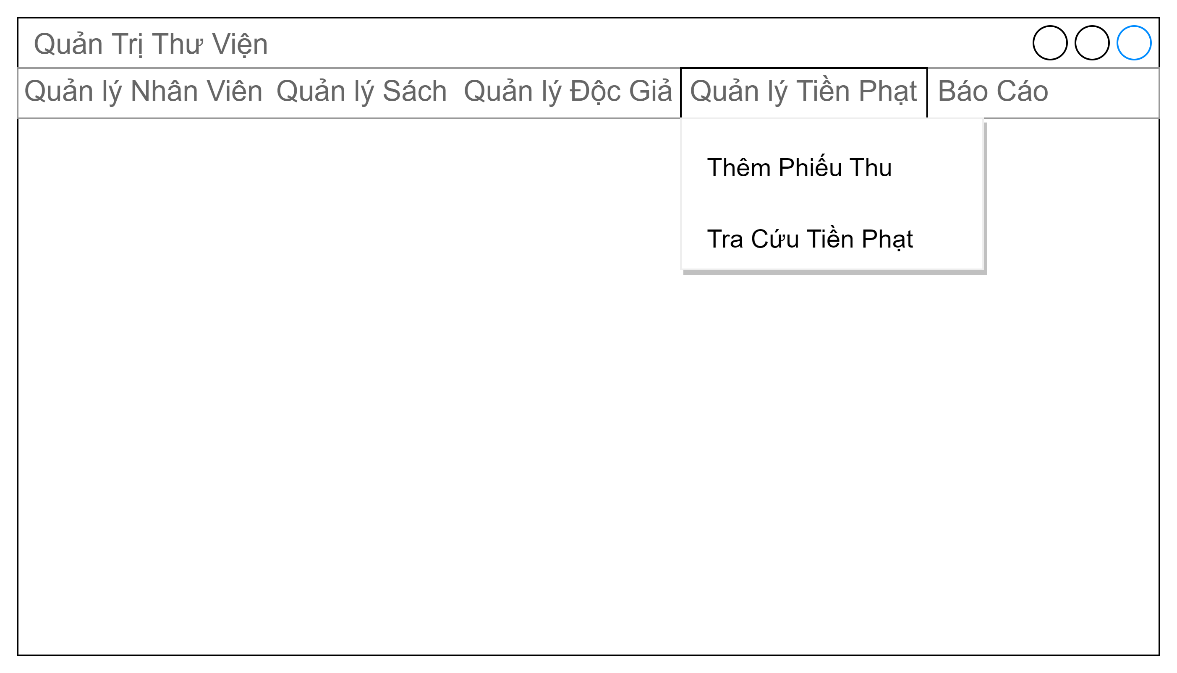 Quản Trị Thư Viện
Quản lý Nhân Viên Quản lý Sách Quản lý Độc Giả Quản lý Tiền Phạt Báo Cáo
Thêm Phiếu Thu
Tra Cứu Tiền Phạt